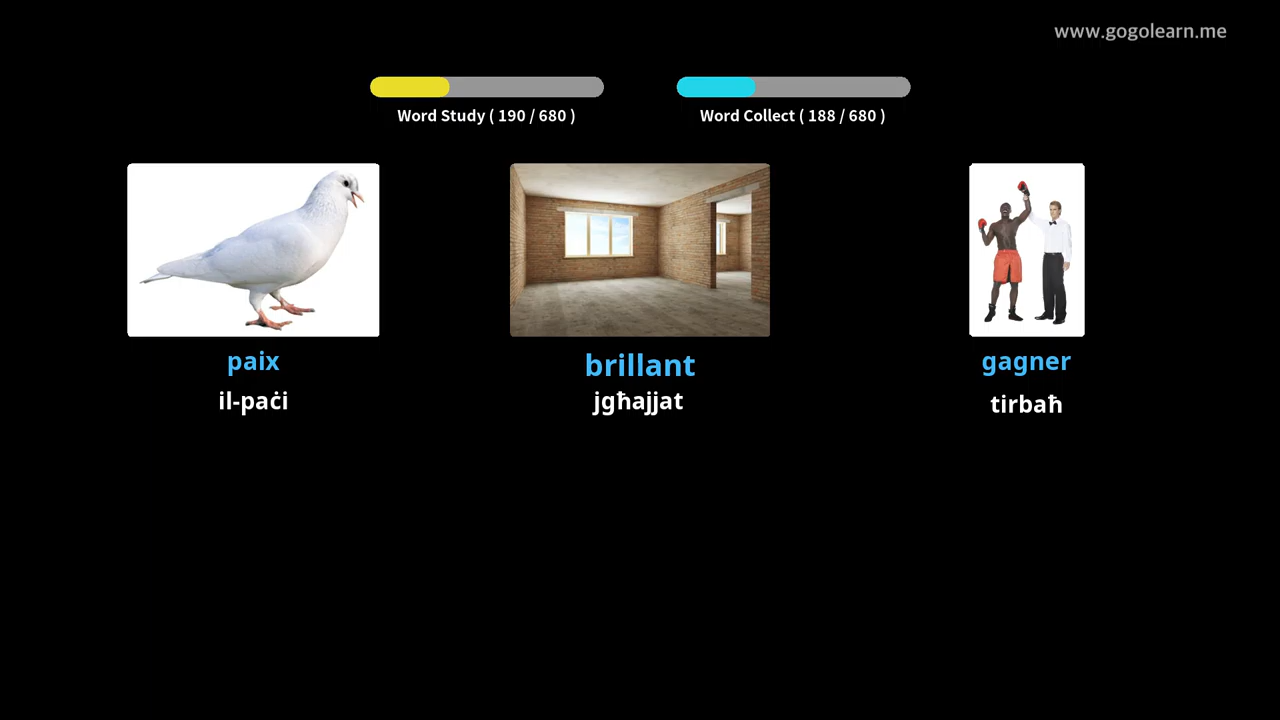 www.gogolearn.me
Word Study ( 190 / 680 )
Word Collect ( 188 / 680 )
paix
il-paċi
brillant
jgħajjat
gagner
tirbaħ